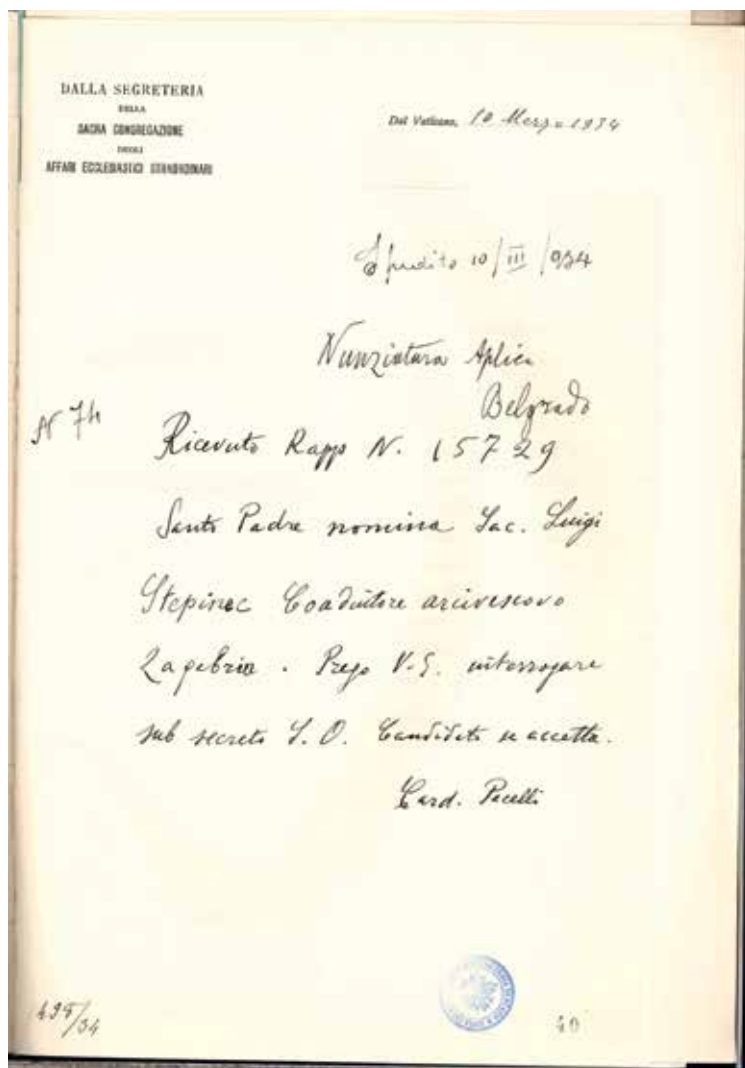 DALLA SEGRETERIA
DELLA
SACRA CONGREGAZIONE
DEGLI
AFFARI ECCLESIASTICI STRAORDINARI
Dal Vaticano, 10 Marzo 1934
Spedito 10/III/934
Nunziatura Aplica
Belgrado
N 74
Ricevuto Rapp N. 15729
Santo Padre nomina Sac. Luigi
Stepinec Coadiutore arcivescovo
Zagabria. Prego V.S. interrogare
sub secreto S.O. Candidato se accetta.
Card. Pacelli
/34
40